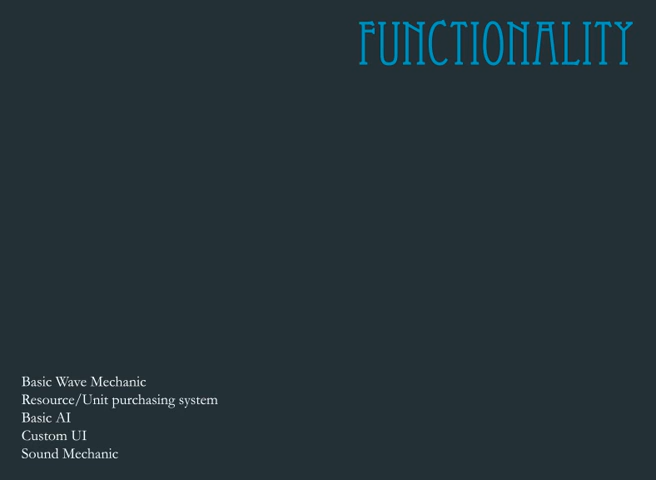 FUNCTIONALITY
Basic Wave Mechanic
Resource/Unit purchasing system
Basic AI
Custom UI
Sound Mechanic